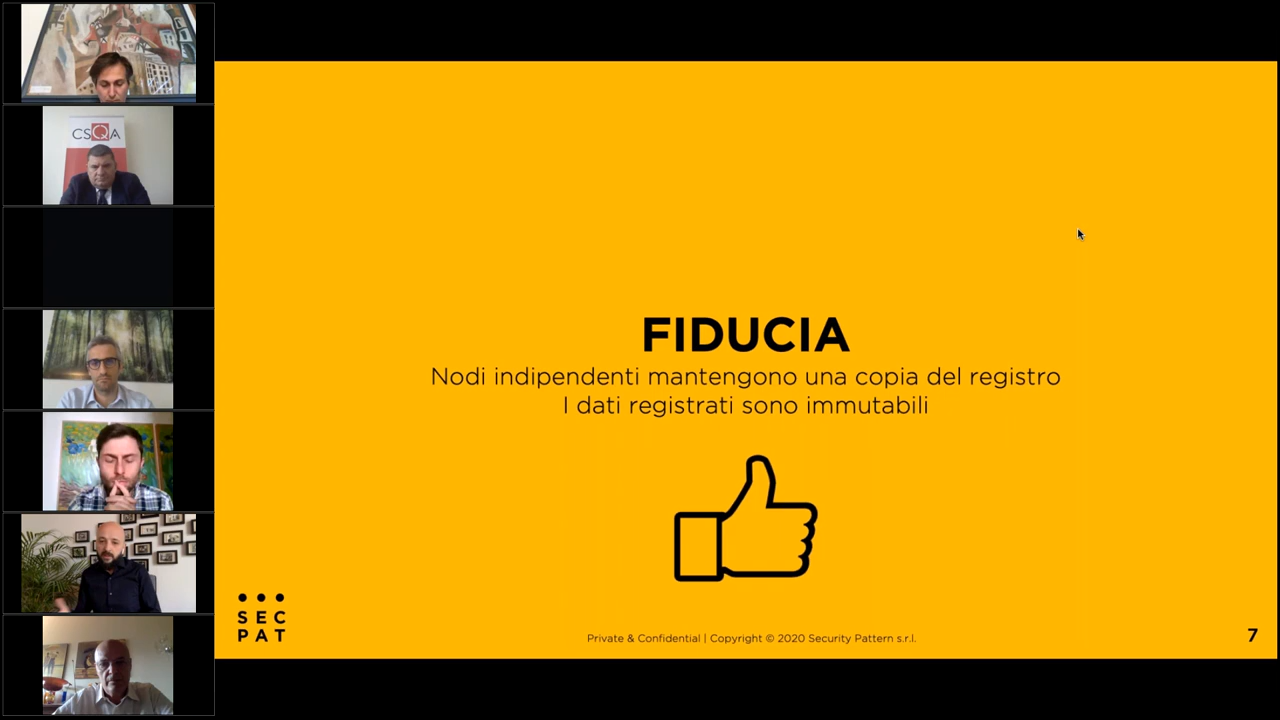 CSQA
FIDUCIA
Nodi indipendenti mantengono una copia del registro
I dati registrati sono immutabili
SEC
PAT
Private & Confidential | Copyright © 2020 Security Pattern s.r.l.
7